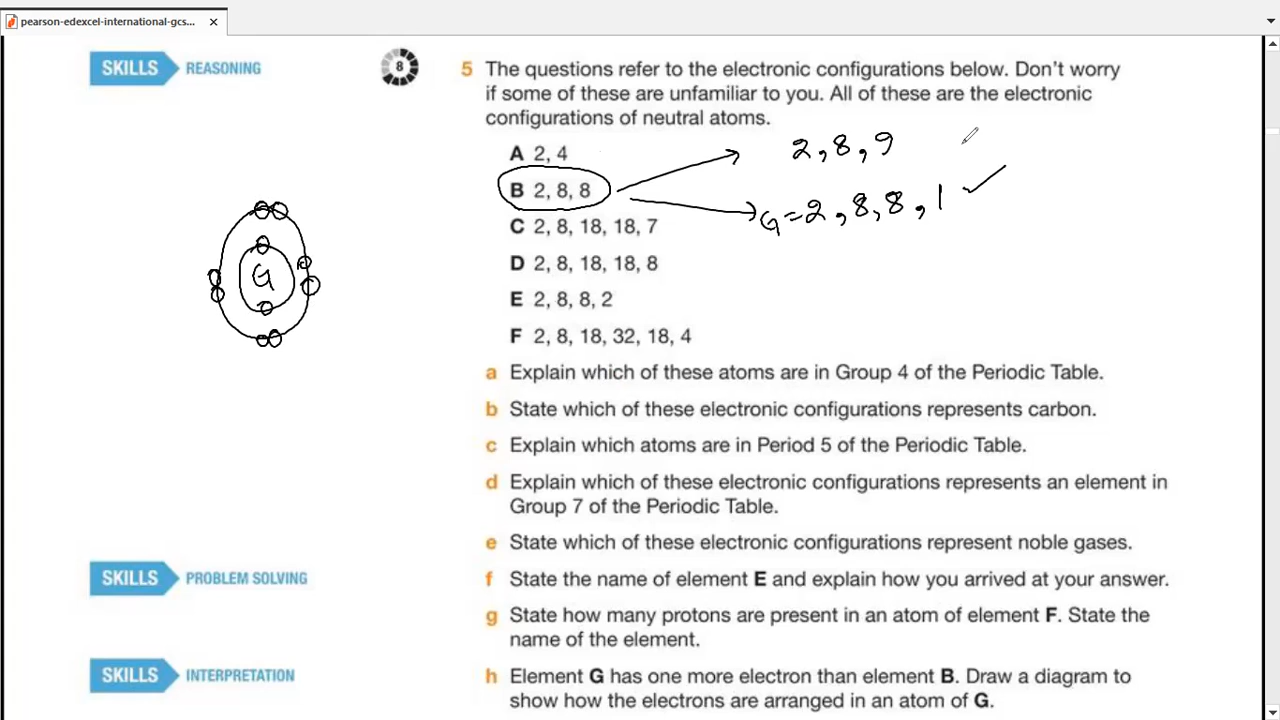 pearson-edexcel-international-gcs...
SKILLS REASONING
8
5 The questions refer to the electronic configurations below. Don't worry
if some of these are unfamiliar to you. All of these are the electronic
configurations of neutral atoms.
A 2, 4
2,8,9
B 2, 8, 8
G=2,8,8,1
C 2, 8, 18, 18, 7
D 2, 8, 18, 18, 8
G
E 2, 8, 8, 2
F 2, 8, 18, 32, 18, 4
a Explain which of these atoms are in Group 4 of the Periodic Table.
b State which of these electronic configurations represents carbon.
c Explain which atoms are in Period 5 of the Periodic Table.
d Explain which of these electronic configurations represents an element in
Group 7 of the Periodic Table.
e State which of these electronic configurations represent noble gases.
SKILLS PROBLEM SOLVING
f State the name of element E and explain how you arrived at your answer.
g State how many protons are present in an atom of element F. State the
name of the element.
SKILLS INTERPRETATION
h Element G has one more electron than element B. Draw a diagram to
show how the electrons are arranged in an atom of G.